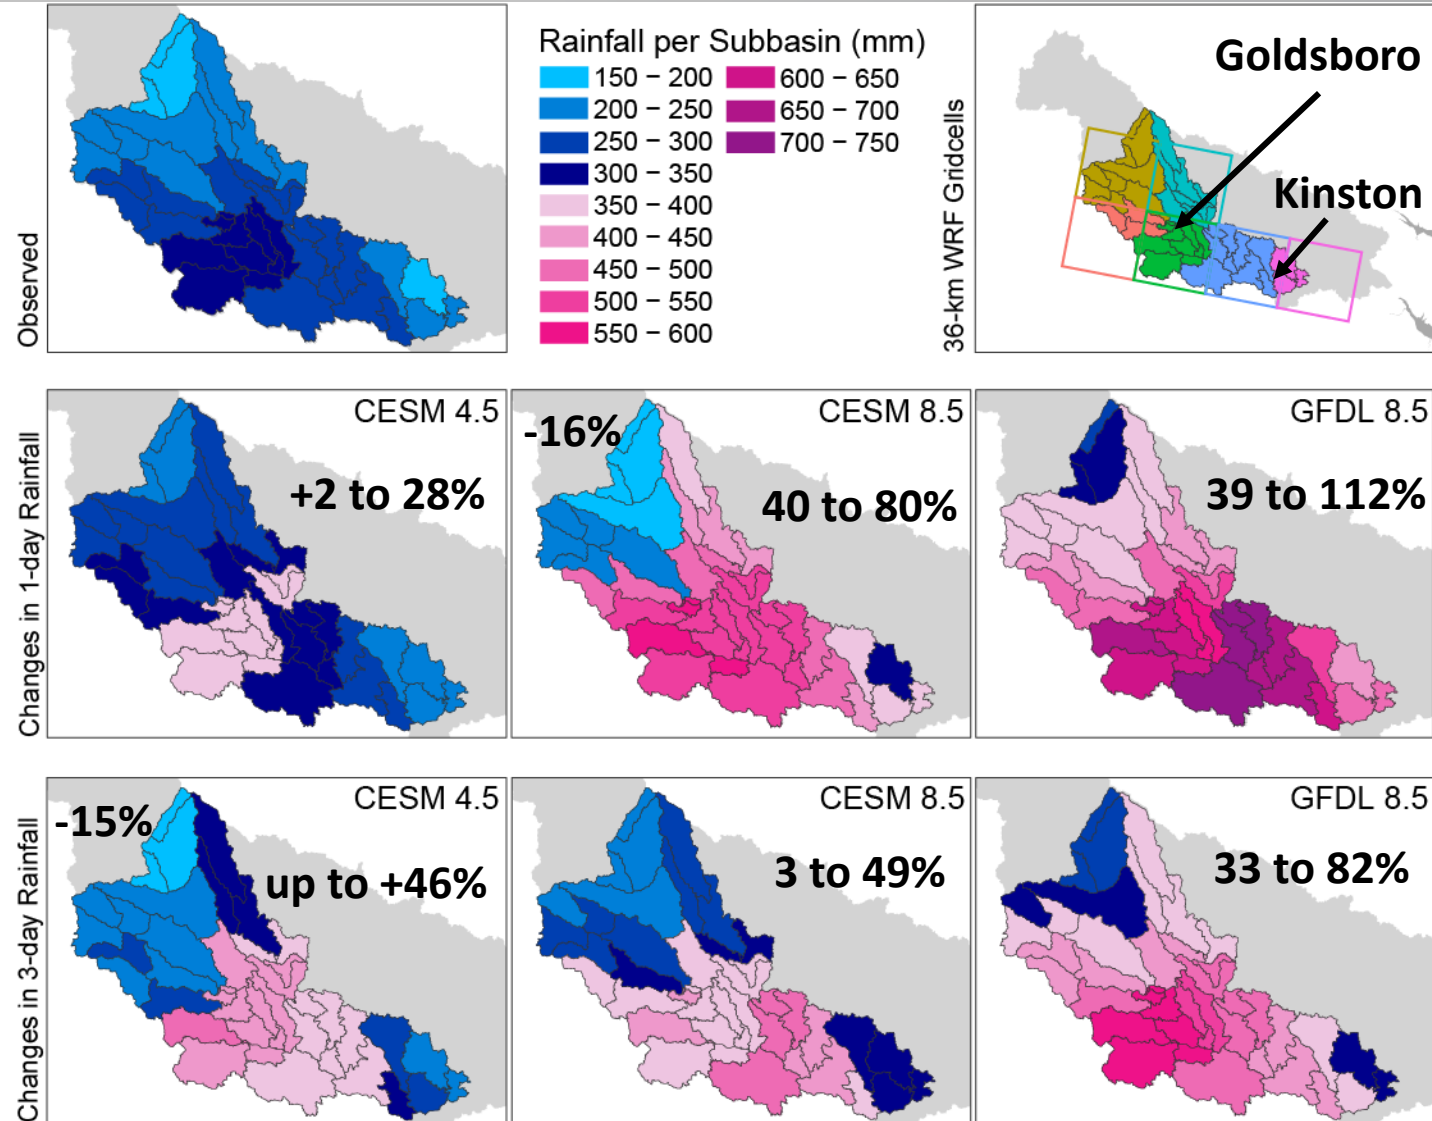 Observed
Rainfall per Subbasin (mm)
150 – 200
200 – 250
250 – 300
300 – 350
350 – 400
400 – 450
450 – 500
500 – 550
550 – 600
600 – 650
650 – 700
700 – 750
36-km WRF Gridcells
Goldsboro
Kinston
Changes in 1-day Rainfall
CESM 4.5
+2 to 28%
CESM 8.5
-16%
40 to 80%
GFDL 8.5
39 to 112%
Changes in 3-day Rainfall
CESM 4.5
-15%
up to +46%
CESM 8.5
3 to 49%
GFDL 8.5
33 to 82%